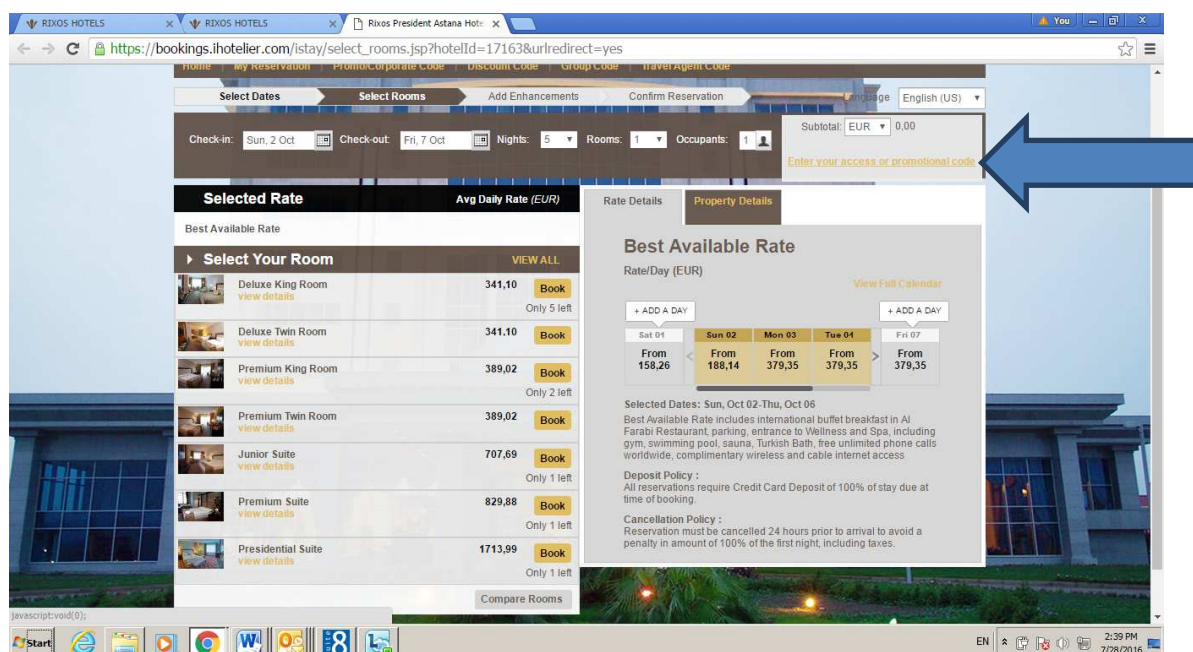 RIXOS HOTELS
RIXOS HOTELS
Rixos President Astana Hote
You
https://bookings.ihotelier.com/istay/select_rooms.jsp?hotelId=17163&urlredirect=yes
Home My Reservation Promo/Corporate Code Discount Code Group Code Travel Agent Code
Select Dates Select Rooms Add Enhancements Confirm Reservation Language English (US)
Check-in: Sun, 2 Oct Check-out: Fri, 7 Oct Nights: 5 Rooms: 1 Occupants: 1
Subtotal: EUR 0,00
Enter your access or promotional code
Selected Rate Avg Daily Rate (EUR)
Best Available Rate
Select Your Room VIEW ALL
Deluxe King Room 341,10 Book
view details
Only 5 left
Deluxe Twin Room 341,10 Book
view details
Premium King Room 389,02 Book
view details
Only 2 left
Premium Twin Room 389,02 Book
view details
Junior Suite 707,69 Book
view details
Only 1 left
Premium Suite 829,88 Book
view details
Only 1 left
Presidential Suite 1713,99 Book
view details
Only 1 left
Compare Rooms
Rate Details Property Details
Best Available Rate
Rate/Day (EUR)
View Full Calendar
+ ADD A DAY + ADD A DAY
Sat 01 Sun 02 Mon 03 Tue 04 Fri 07
From From From From From
158,26 188,14 379,35 379,35 379,35
Selected Dates: Sun, Oct 02-Thu, Oct 06
Best Available Rate includes international buffet breakfast in Al
Farabi Restaurant, parking, entrance to Wellness and Spa, including
gym, swimming pool, sauna, Turkish Bath, free unlimited phone calls
worldwide, complimentary wireless and cable internet access
Deposit Policy :
All reservations require Credit Card Deposit of 100% of stay due at
time of booking.
Cancellation Policy :
Reservation must be cancelled 24 hours prior to arrival to avoid a
penalty in amount of 100% of the first night, including taxes.
javascript:void(0);
Start
EN
2:39 PM
7/28/2016